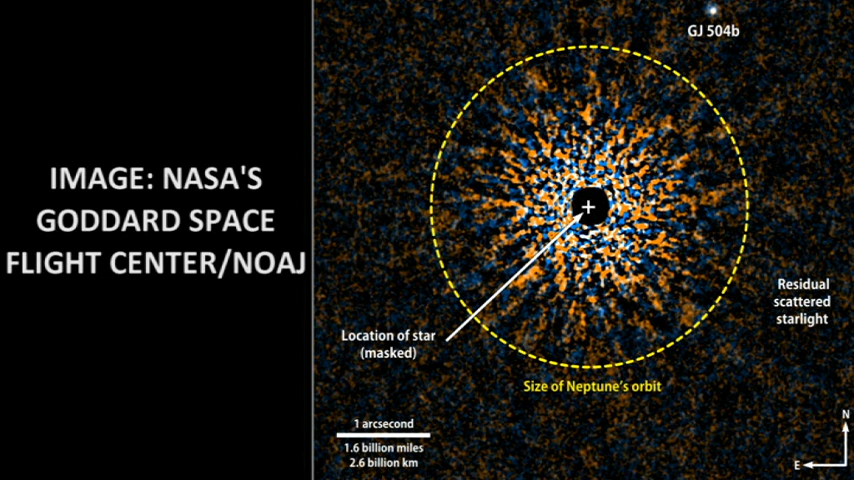 IMAGE: NASA'S
GODDARD SPACE
FLIGHT CENTER/NOAJ
GJ 504b
Residual
scattered
starlight
Location of star
(masked)
Size of Neptune's orbit
1 arcsecond
1.6 billion miles
2.6 billion km
N
E